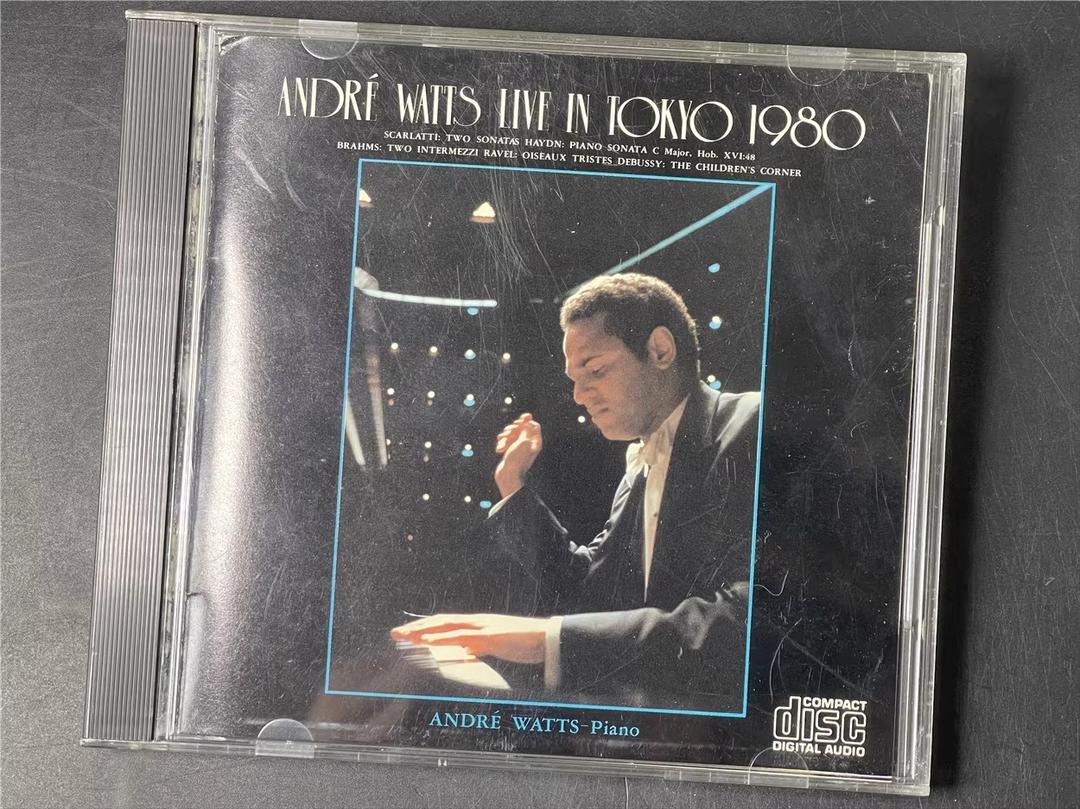 ANDRÉ WATTS LIVE IN TOKYO 1980
SCARLATTI: TWO SONATAS HAYDN: PIANO SONATA C Major, Hob. XVI:48
BRAHMS: TWO INTERMEZZI RAVEL: OISEAUX TRISTES DEBUSSY: THE CHILDREN'S CORNER
ANDRÉ WATTS-Piano
COMPACT
disc
DIGITAL AUDIO